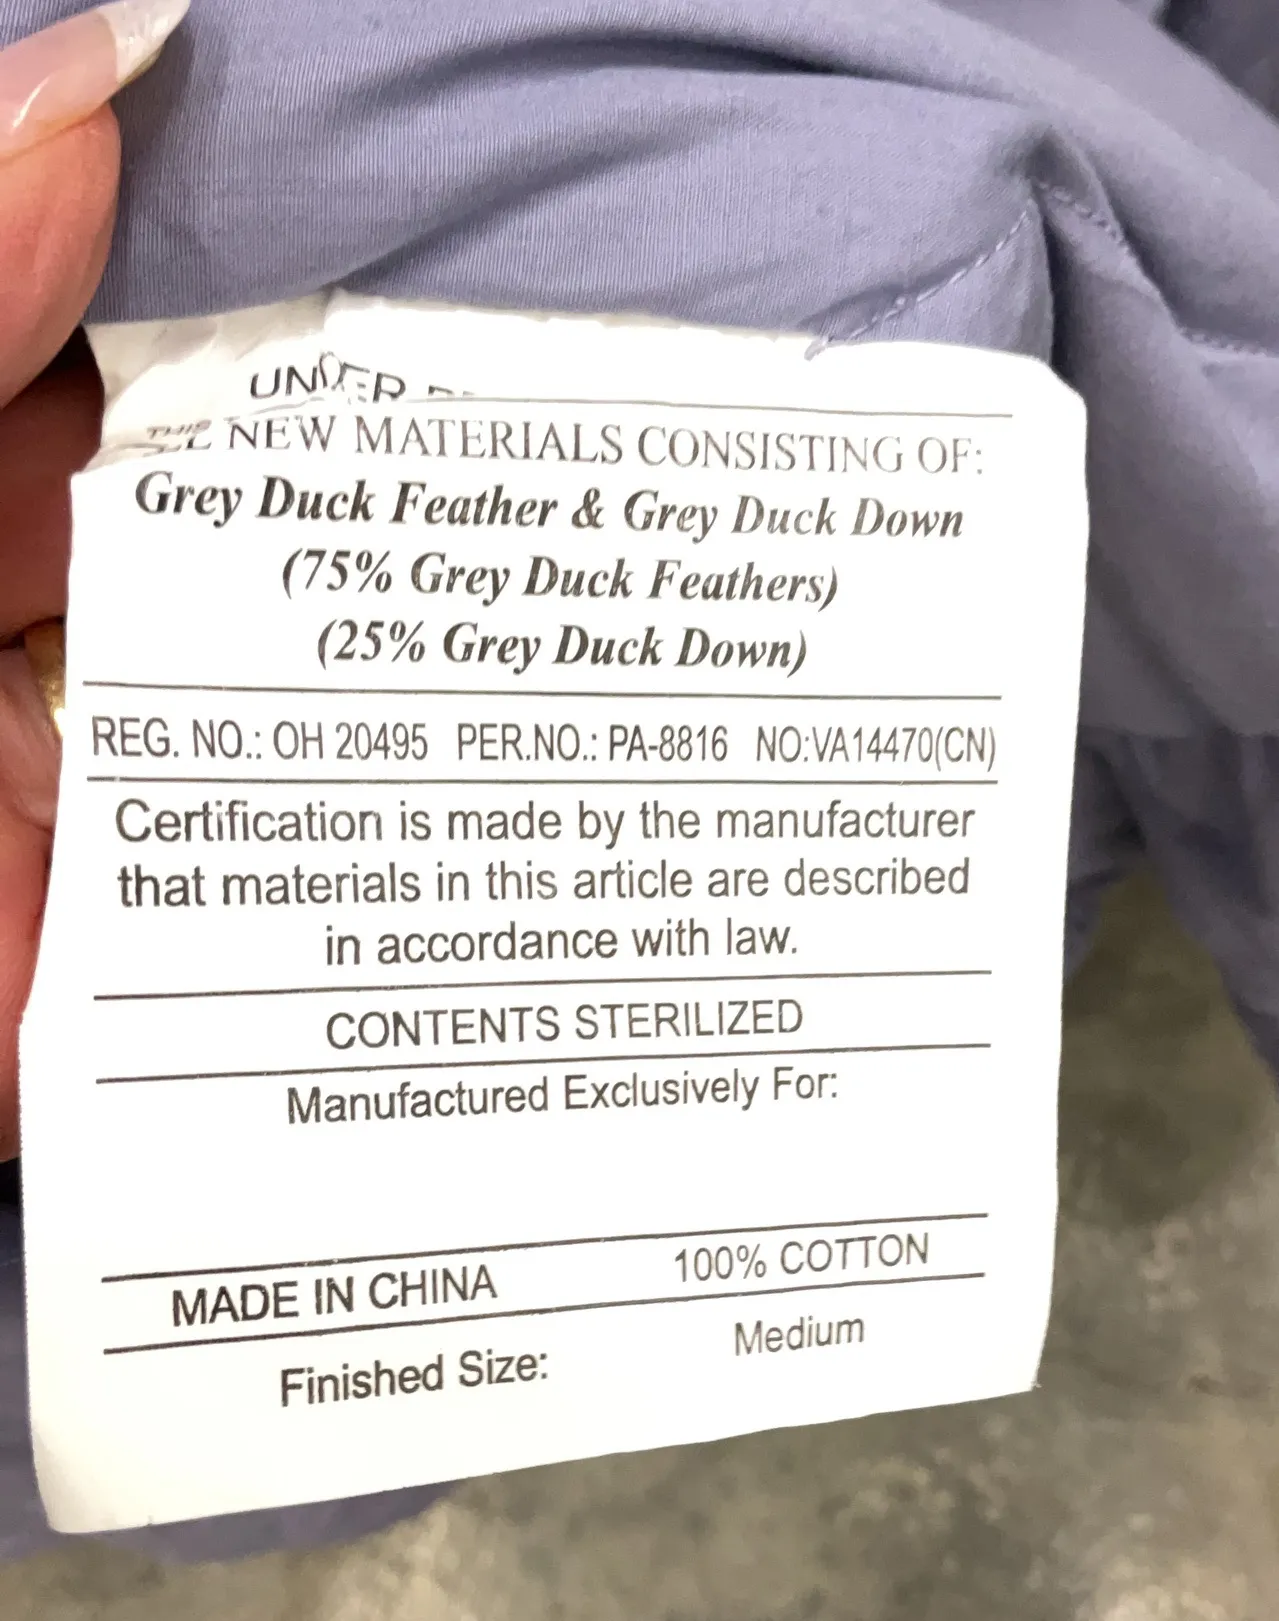 UNDER
NEW MATERIALS CONSISTING OF:
Grey Duck Feather & Grey Duck Down
(75% Grey Duck Feathers)
(25% Grey Duck Down)
REG. NO.: OH 20495 PER.NO.: PA-8816 NO:VA14470(CN)
Certification is made by the manufacturer
that materials in this article are described
in accordance with law.
CONTENTS STERILIZED
Manufactured Exclusively For:
MADE IN CHINA 100% COTTON
Finished Size: Medium